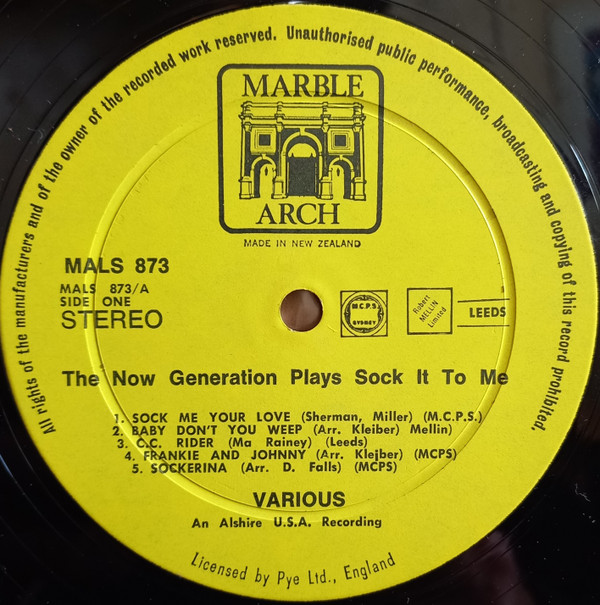 All rights of the manufacturers and of the owner of the recorded work reserved. Unauthorised public performance, broadcasting and copying of this record prohibited.
MARBLE
ARCH
MADE IN NEW ZEALAND
MALS 873
MALS 873/A
SIDE ONE
STEREO
M.C.P.S.
SYDNEY
Robert
MELLIN
Limited
LEEDS
The Now Generation Plays Sock It To Me
1. SOCK ME YOUR LOVE (Sherman, Miller) (M.C.P.S.)
2. BABY DON'T YOU WEEP (Arr. Kleiber) Mellin)
3. C.C. RIDER (Ma Rainey) (Leeds)
4. FRANKIE AND JOHNNY (Arr. Kleiber) (MCPS)
5. SOCKERINA (Arr. D. Falls) (MCPS)
VARIOUS
An Alshire U.S.A. Recording
Licensed by Pye Ltd., England